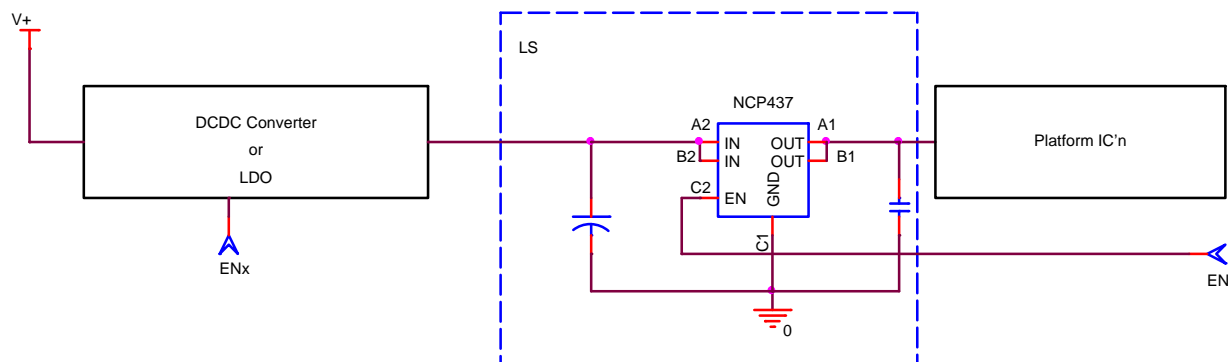 V+
LS
DCDC Converter
or
LDO
ENx
NCP437
A2
A1
IN
OUT
B2
IN
OUT
B1
C2
EN
GND
C1
0
Platform IC'n
EN